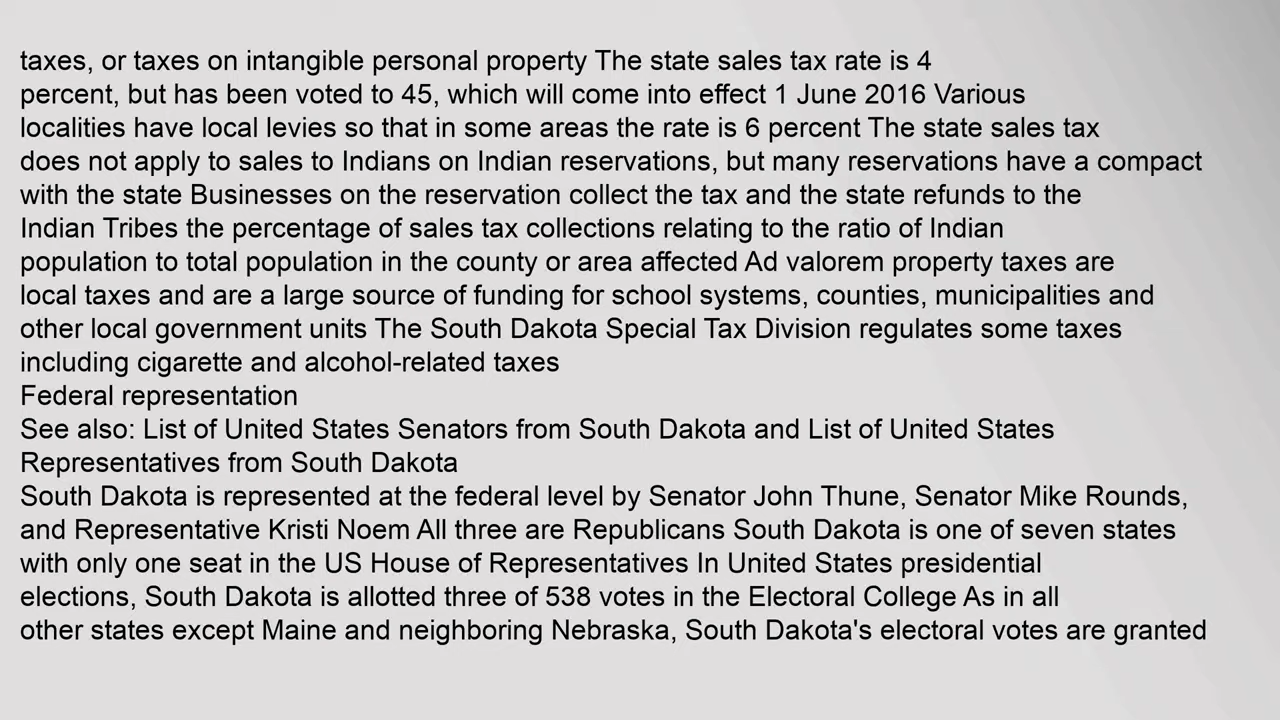 taxes, or taxes on intangible personal property The state sales tax rate is 4
percent, but has been voted to 45, which will come into effect 1 June 2016 Various
localities have local levies so that in some areas the rate is 6 percent The state sales tax
does not apply to sales to Indians on Indian reservations, but many reservations have a compact
with the state Businesses on the reservation collect the tax and the state refunds to the
Indian Tribes the percentage of sales tax collections relating to the ratio of Indian
population to total population in the county or area affected Ad valorem property taxes are
local taxes and are a large source of funding for school systems, counties, municipalities and
other local government units The South Dakota Special Tax Division regulates some taxes
including cigarette and alcohol-related taxes
Federal representation
See also: List of United States Senators from South Dakota and List of United States
Representatives from South Dakota
South Dakota is represented at the federal level by Senator John Thune, Senator Mike Rounds,
and Representative Kristi Noem All three are Republicans South Dakota is one of seven states
with only one seat in the US House of Representatives In United States presidential
elections, South Dakota is allotted three of 538 votes in the Electoral College As in all
other states except Maine and neighboring Nebraska, South Dakota's electoral votes are granted